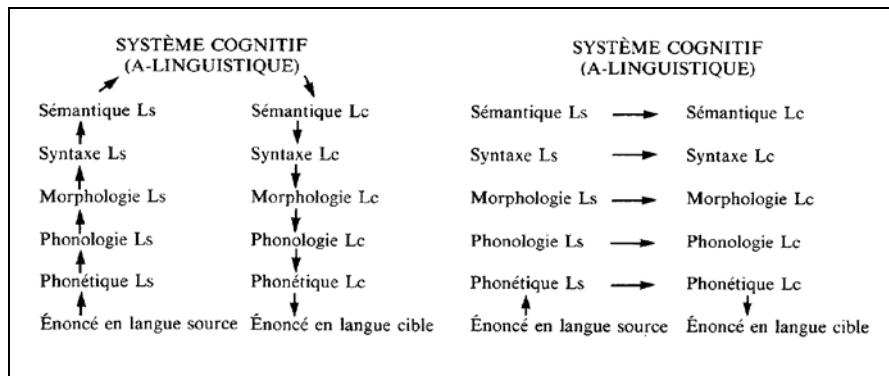 SYSTÈME COGNITIF
(A-LINGUISTIQUE)
Sémantique Ls Sémantique Lc
Syntaxe Ls Syntaxe Lc
Morphologie Ls Morphologie Lc
Phonologie Ls Phonologie Lc
Phonétique Ls Phonétique Lc
Énoncé en langue source Énoncé en langue cible
SYSTÈME COGNITIF
(A-LINGUISTIQUE)
Sémantique Ls Sémantique Lc
Syntaxe Ls Syntaxe Lc
Morphologie Ls Morphologie Lc
Phonologie Ls Phonologie Lc
Phonétique Ls Phonétique Lc
Énoncé en langue source Énoncé en langue cible